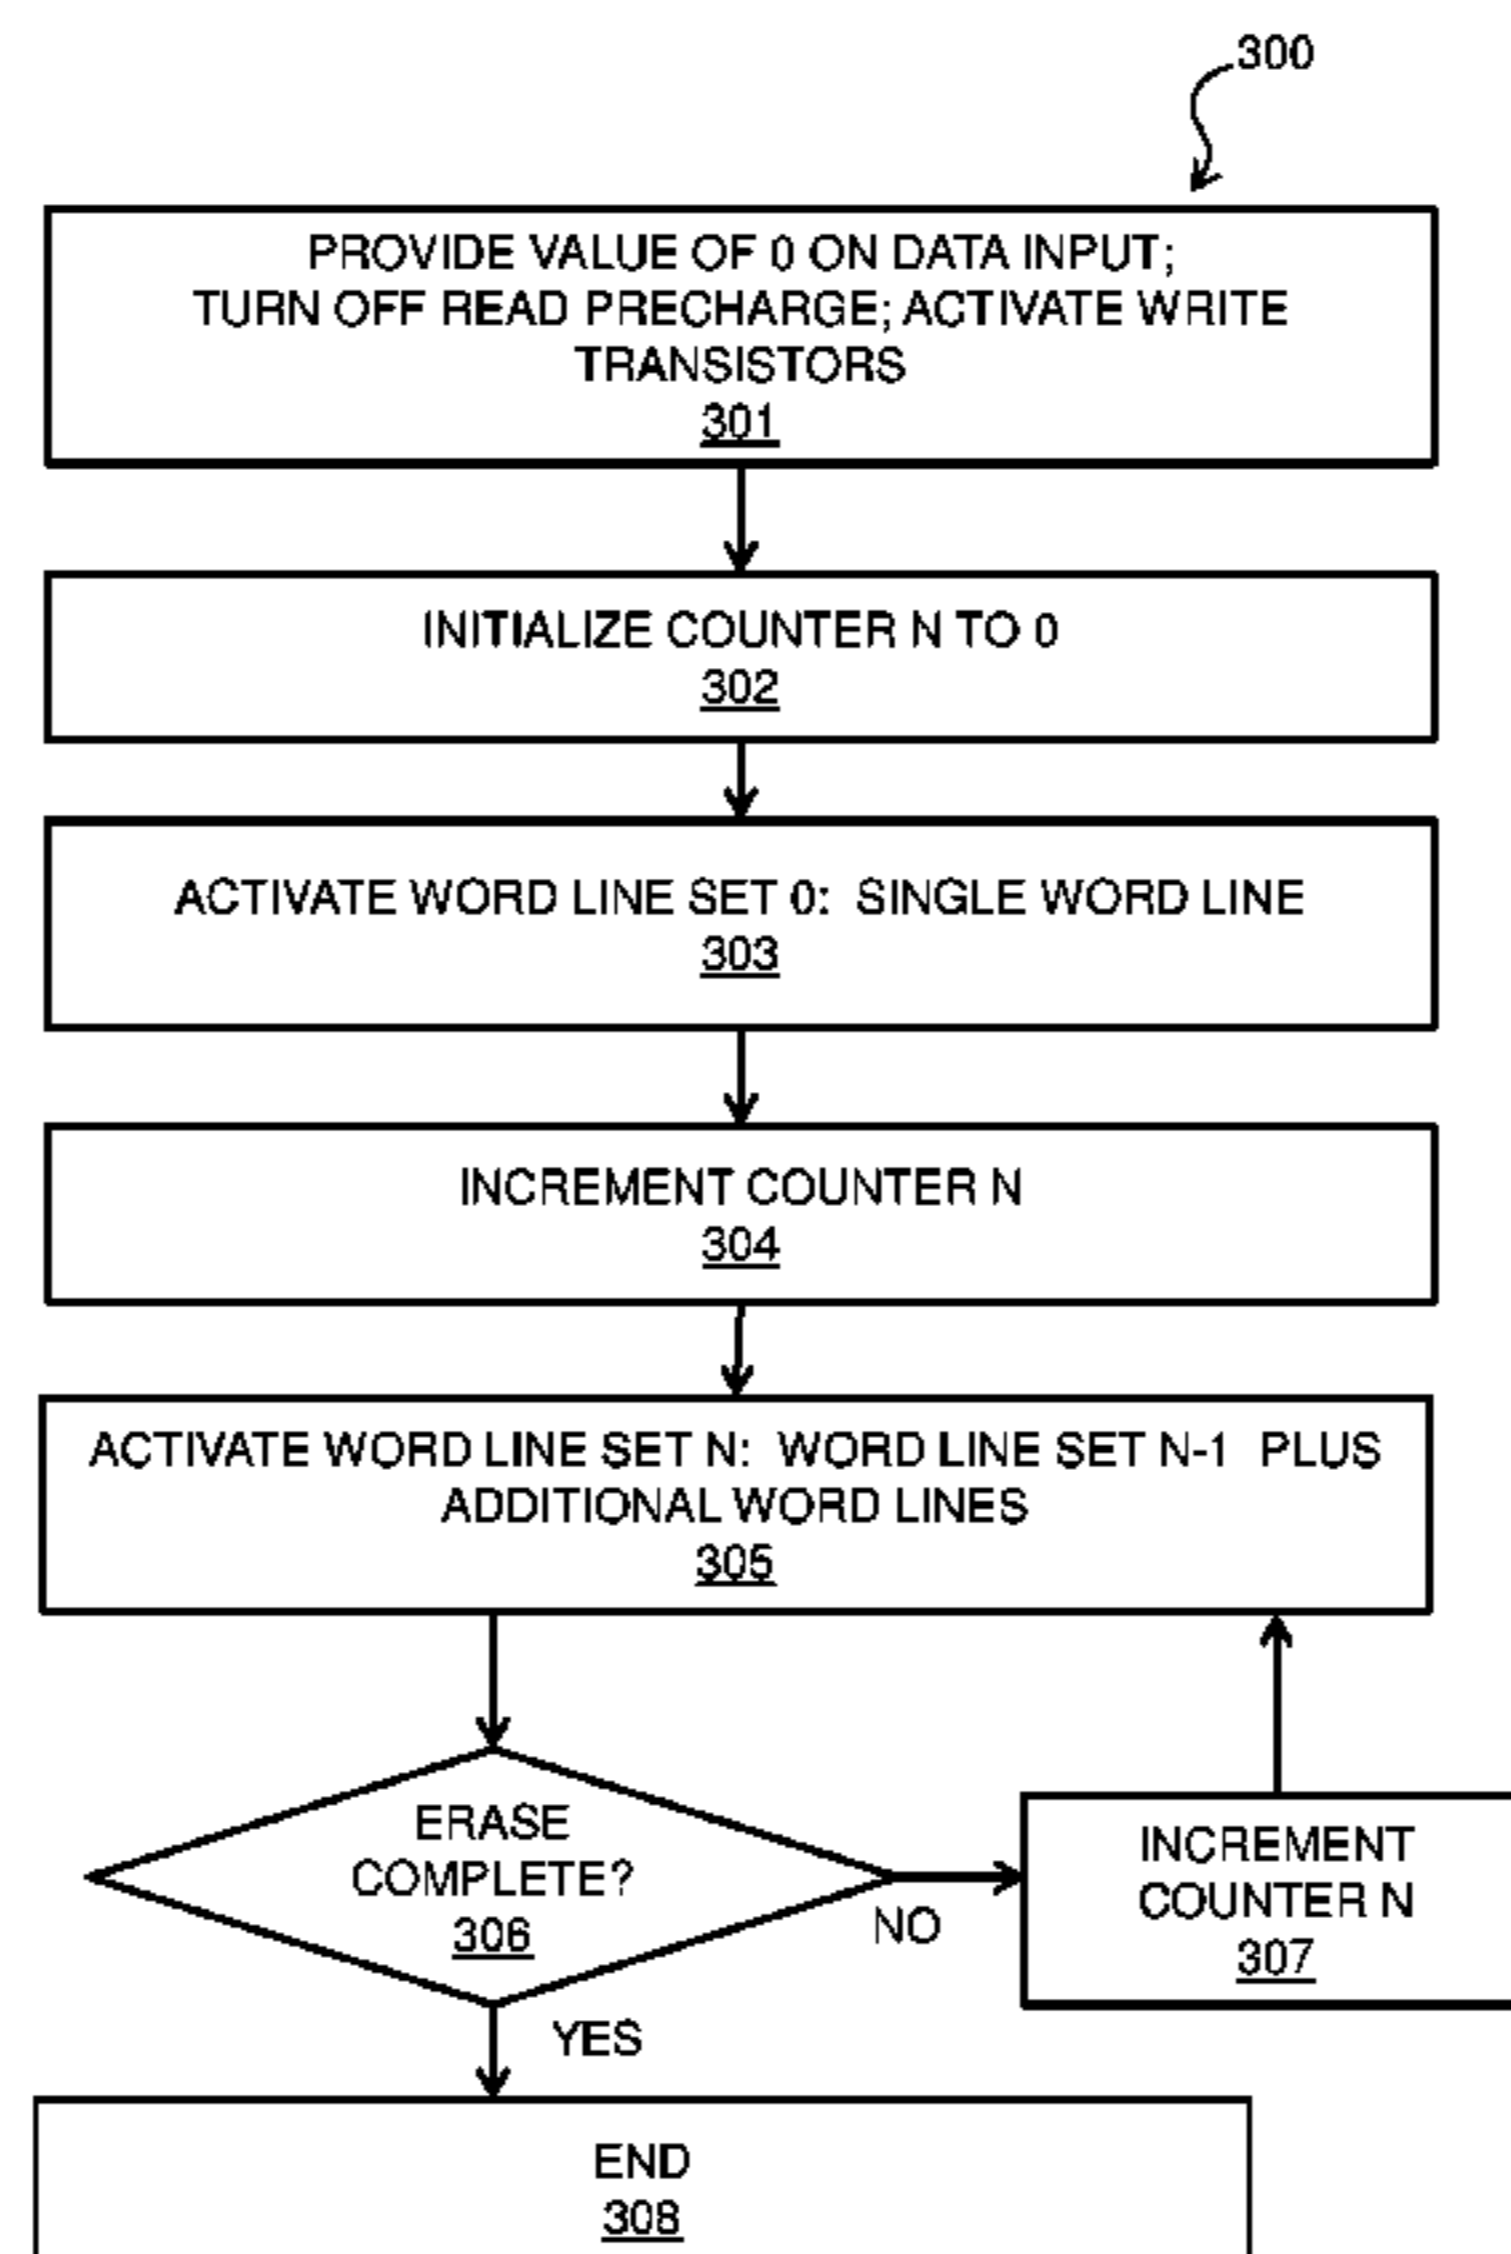 300
PROVIDE VALUE OF 0 ON DATA INPUT;
TURN OFF READ PRECHARGE; ACTIVATE WRITE
TRANSISTORS
301
INITIALIZE COUNTER N TO 0
302
ACTIVATE WORD LINE SET 0: SINGLE WORD LINE
303
INCREMENT COUNTER N
304
ACTIVATE WORD LINE SET N: WORD LINE SET N-1 PLUS
ADDITIONAL WORD LINES
305
ERASE
COMPLETE?
306
NO
INCREMENT
COUNTER N
307
YES
END
308